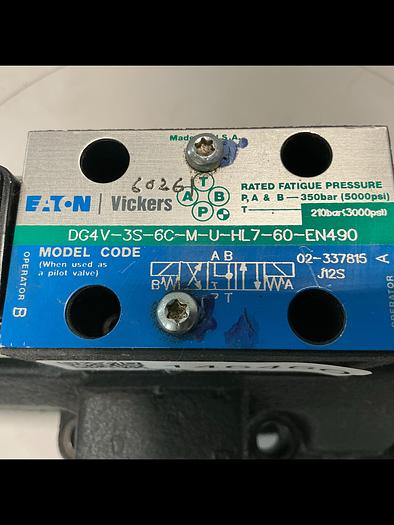 Made U.S.A.
6026
T
A B
P
EATON | Vickers
RATED FATIGUE PRESSURE
P, A & B — 350bar (5000psi)
T — 210bar(3000psi)
DG4V-3S-6C-M-U-HL7-60-EN490
MODEL CODE
(When used as
a pilot valve)
02-337815
J12S
A B
B A
P T
OPERATOR B
OPERATOR A